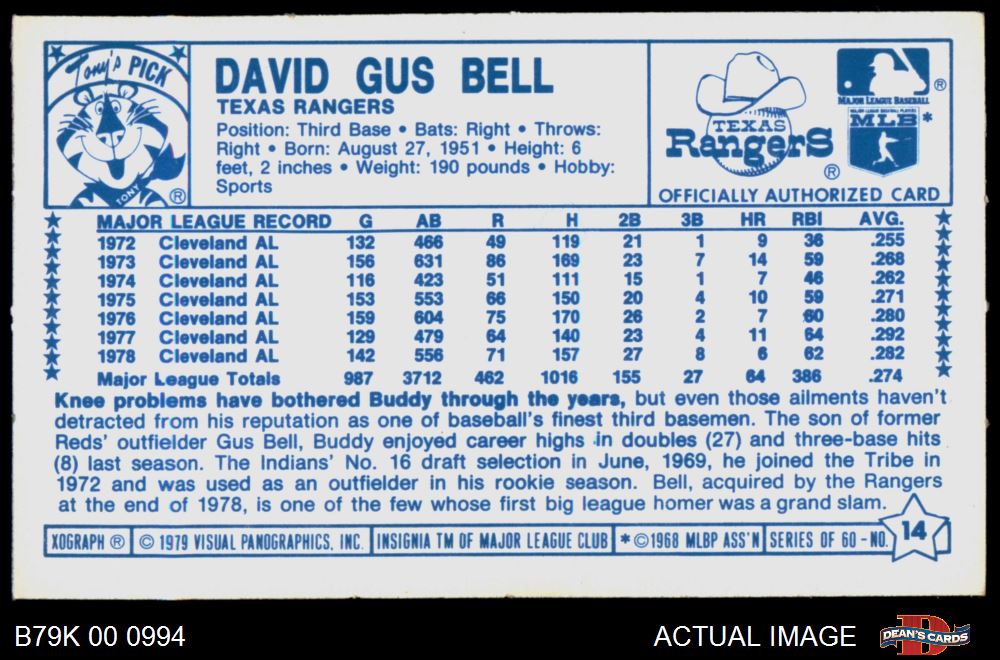 Tony's PICK
TONY
®
DAVID GUS BELL
TEXAS RANGERS
Position: Third Base • Bats: Right • Throws:
Right • Born: August 27, 1951 • Height: 6
feet, 2 inches • Weight: 190 pounds • Hobby:
Sports
TEXAS
Rangers
®
MAJOR LEAGUE BASEBALL
®
MAJOR LEAGUE BASEBALL PLAYERS
MLB *
OFFICIALLY AUTHORIZED CARD
MAJOR LEAGUE RECORD G AB R H 2B 3B HR RBI AVG.
1972 Cleveland AL 132 466 49 119 21 1 9 36 .255
1973 Cleveland AL 156 631 86 169 23 7 14 59 .268
1974 Cleveland AL 116 423 51 111 15 1 7 46 .262
1975 Cleveland AL 153 553 66 150 20 4 10 59 .271
1976 Cleveland AL 159 604 75 170 26 2 7 60 .280
1977 Cleveland AL 129 479 64 140 23 4 11 64 .292
1978 Cleveland AL 142 556 71 157 27 8 6 62 .282
Major League Totals 987 3712 462 1016 155 27 64 386 .274
Knee problems have bothered Buddy through the years, but even those ailments haven't
detracted from his reputation as one of baseball's finest third basemen. The son of former
Reds' outfielder Gus Bell, Buddy enjoyed career highs in doubles (27) and three-base hits
(8) last season. The Indians' No. 16 draft selection in June, 1969, he joined the Tribe in
1972 and was used as an outfielder in his rookie season. Bell, acquired by the Rangers
at the end of 1978, is one of the few whose first big league homer was a grand slam.
XOGRAPH ® © 1979 VISUAL PANOGRAPHICS, INC. INSIGNIA TM OF MAJOR LEAGUE CLUB * © 1968 MLBP ASS'N SERIES OF 60 - NO. 14
B79K 00 0994 ACTUAL IMAGE DEAN'S CARDS